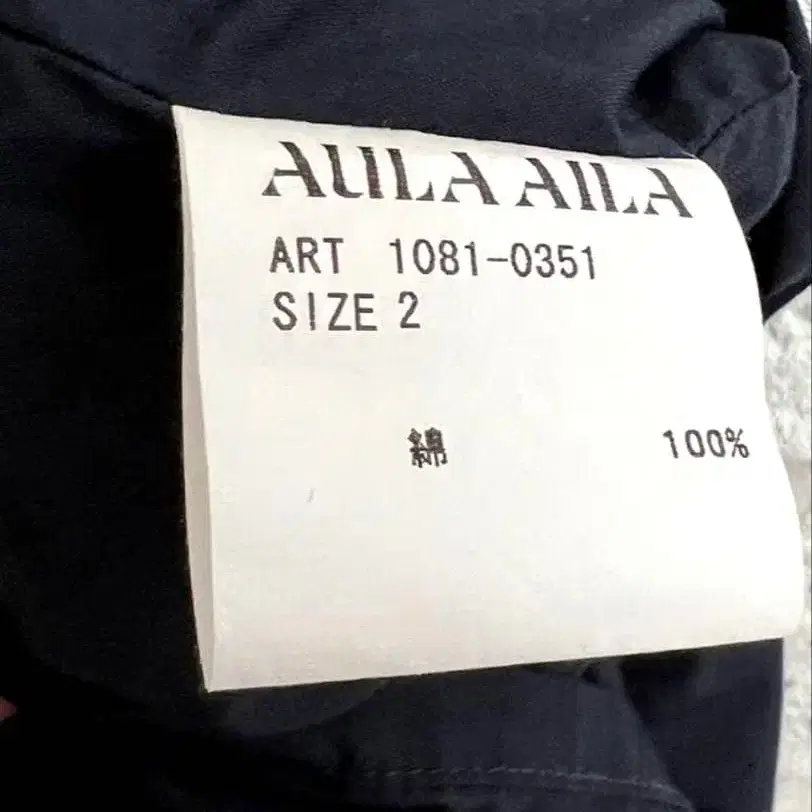 AULA AILA
ART 1081-0351
SIZE 2
綿 100%